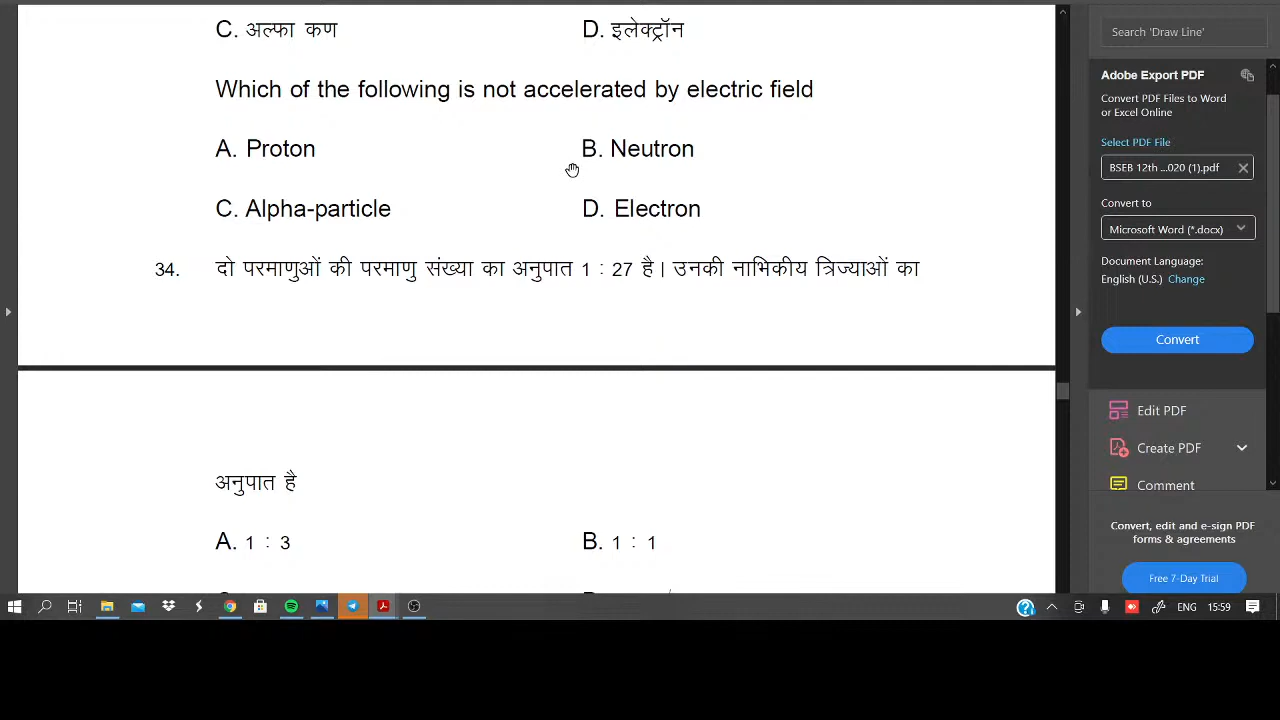 C. अल्फा कण
D. इलेक्ट्रॉन
Which of the following is not accelerated by electric field
A. Proton
B. Neutron
C. Alpha-particle
D. Electron
34. दो परमाणुओं की परमाणु संख्या का अनुपात 1 : 27 है। उनकी नाभिकीय त्रिज्याओं का
अनुपात है
A. 1 : 3
B. 1 : 1
Search 'Draw Line'
Adobe Export PDF
Convert PDF Files to Word
or Excel Online
Select PDF File
BSEB 12th ...020 (1).pdf
Convert to
Microsoft Word (*.docx)
Document Language:
English (U.S.) Change
Convert
Edit PDF
Create PDF
Comment
Convert, edit and e-sign PDF
forms & agreements
Free 7-Day Trial
ENG 15:59